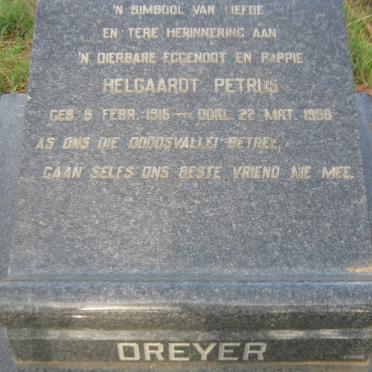 'N SIMBOOL VAN LIEFDE
EN TERE HERINNERING AAN
'N DIERBARE EGGENOOT EN PAPPIE
HELGAARDT PETRUS
GEB. 5 FEBR. 1916 — OORL. 22 MRT. 1958
AS ONS DIE DOODSVALLEI BETREE,
GAAN SELFS ONS BESTE VRIEND NIE MEE.
DREYER